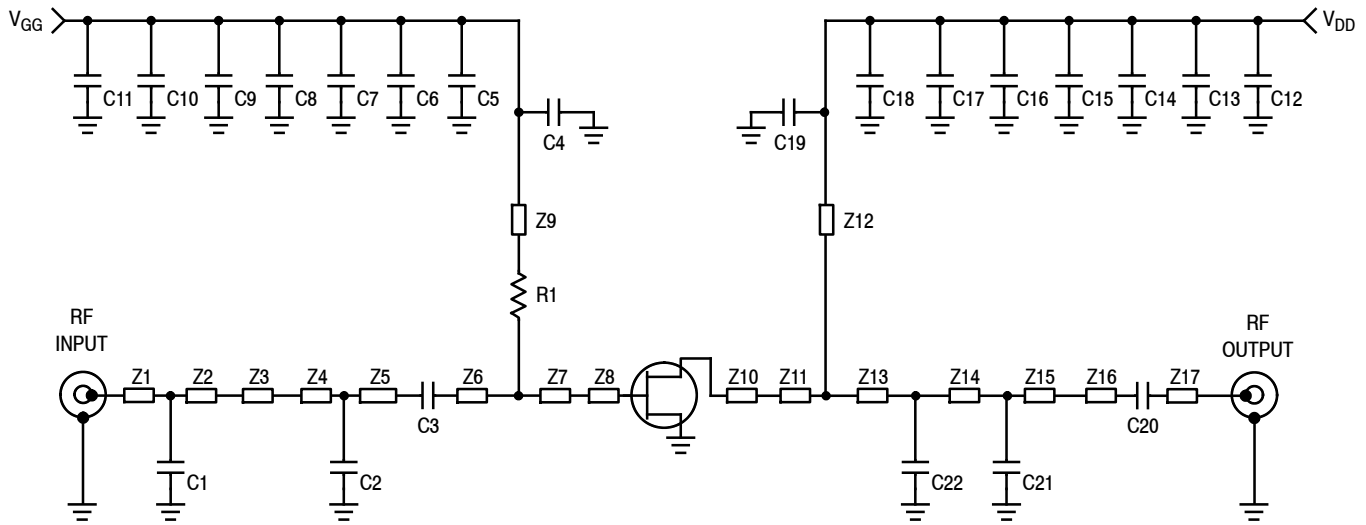 VGG
VDD
C11 C10 C9 C8 C7 C6 C5
C18 C17 C16 C15 C14 C13 C12
C4
C19
Z9
Z12
R1
RF
INPUT
RF
OUTPUT
Z1 Z2 Z3 Z4 Z5 Z6 Z7 Z8 Z10 Z11 Z13 Z14 Z15 Z16 Z17
C3
C20
C1 C2 C22 C21